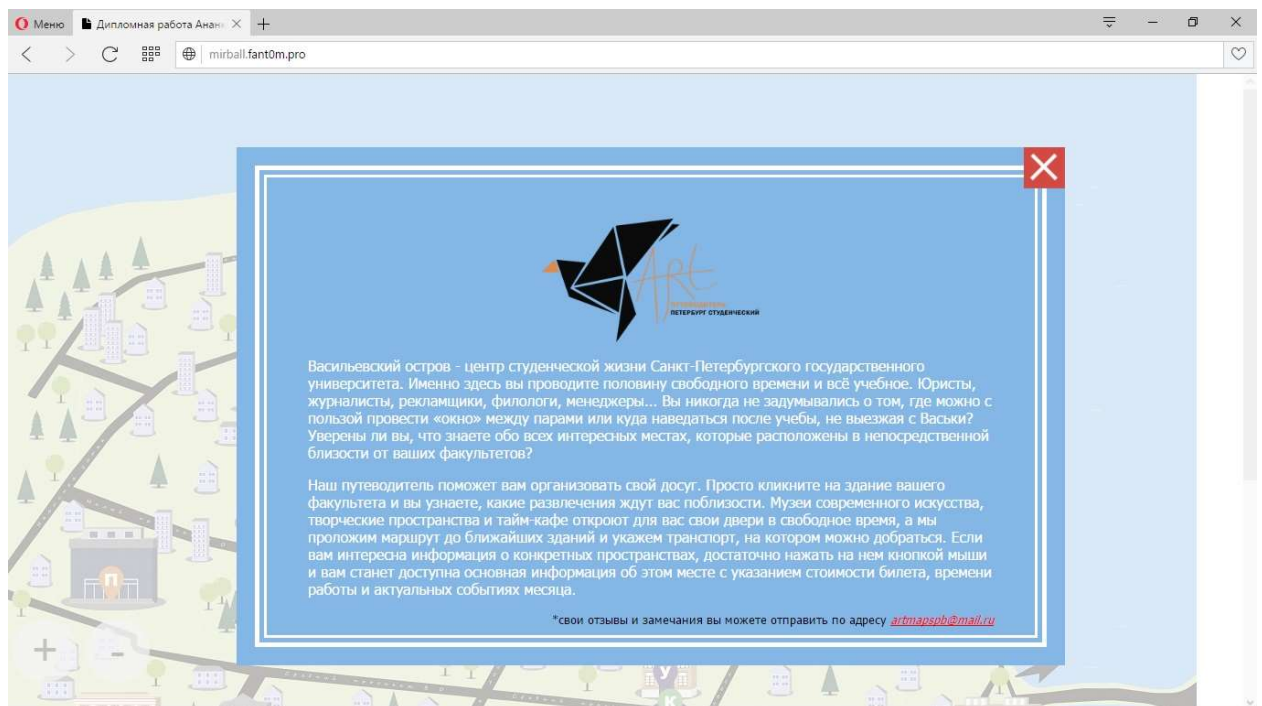 Меню
Дипломная работа Анан
mirball.fant0m.pro
Art
ПЕТЕРБУРГ СТУДЕНЧЕСКИЙ
Васильевский остров - центр студенческой жизни Санкт-Петербургского государственного
университета. Именно здесь вы проводите половину свободного времени и всё учебное. Юристы,
журналисты, рекламщики, филологи, менеджеры... Вы никогда не задумывались о том, где можно с
пользой провести «окно» между парами или куда наведаться после учебы, не выезжая с Васьки?
Уверены ли вы, что знаете обо всех интересных местах, которые расположены в непосредственной
близости от ваших факультетов?
Наш путеводитель поможет вам организовать свой досуг. Просто кликните на здание вашего
факультета и вы узнаете, какие развлечения ждут вас поблизости. Музеи современного искусства,
творческие пространства и тайм-кафе откроют для вас свои двери в свободное время, а мы
проложим маршрут до ближайших зданий и укажем транспорт, на котором можно добраться. Если
вам интересна информация о конкретных пространствах, достаточно нажать на нем кнопкой мыши
и вам станет доступна основная информация об этом месте с указанием стоимости билета, времени
работы и актуальных событиях месяца.
*свои отзывы и замечания вы можете отправить по адресу artmapspb@mail.ru
П
У
К